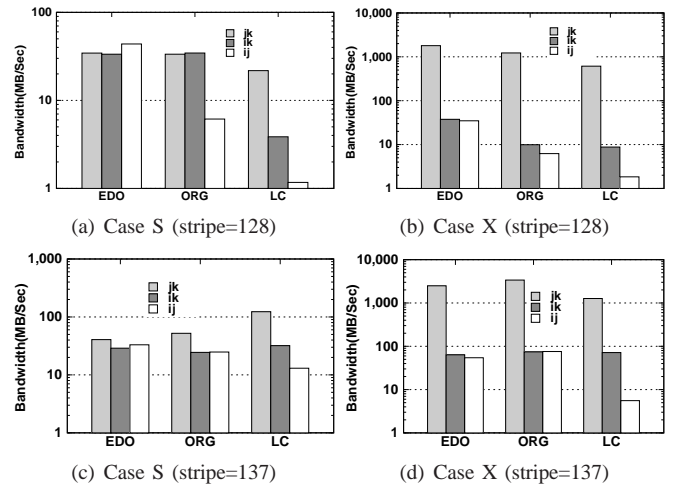 100
10
1
Bandwidth(MB/Sec)
jk
ik
ij
EDO ORG LC
(a) Case S (stripe=128)
10,000
1,000
100
10
1
Bandwidth(MB/Sec)
jk
ik
ij
EDO ORG LC
(b) Case X (stripe=128)
1,000
100
10
1
Bandwidth(MB/Sec)
jk
ik
ij
EDO ORG LC
(c) Case S (stripe=137)
10,000
1,000
100
10
1
Bandwidth(MB/Sec)
jk
ik
ij
EDO ORG LC
(d) Case X (stripe=137)